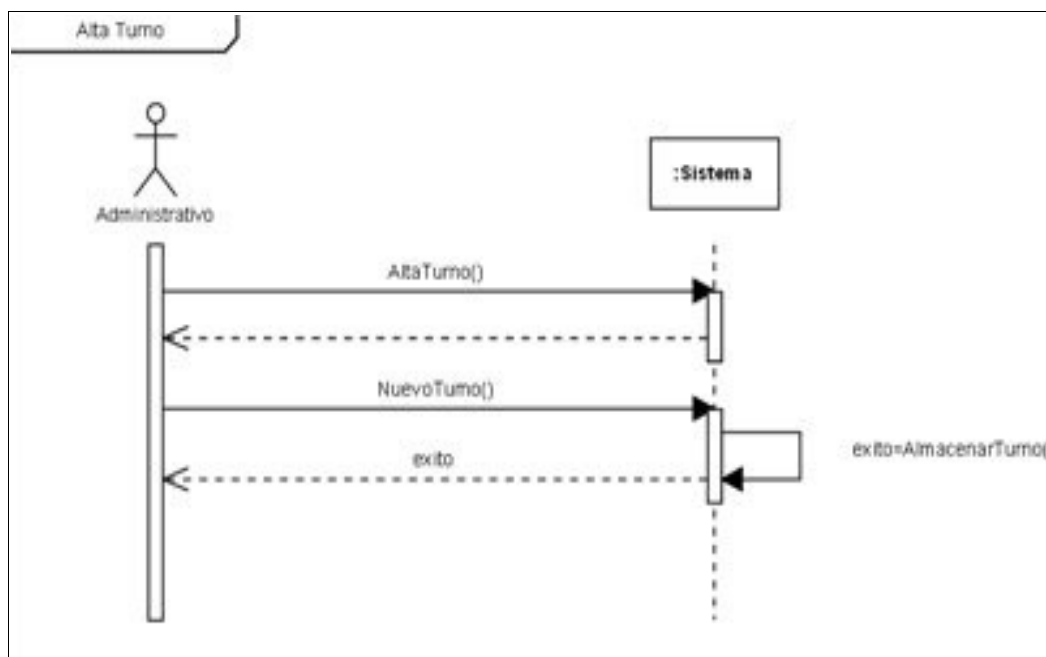 Alta Turno
Administrativo
:Sistema
AltaTurno()
NuevoTurno()
exito=AlmacenarTurno(
exito